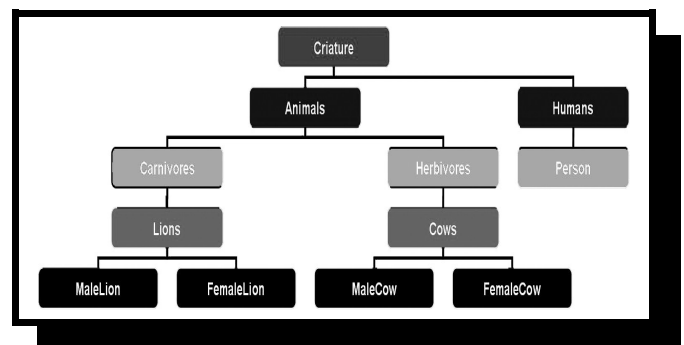 Criature
Animals
Humans
Carnivores
Herbivores
Person
Lions
Cows
MaleLion
FemaleLion
MaleCow
FemaleCow